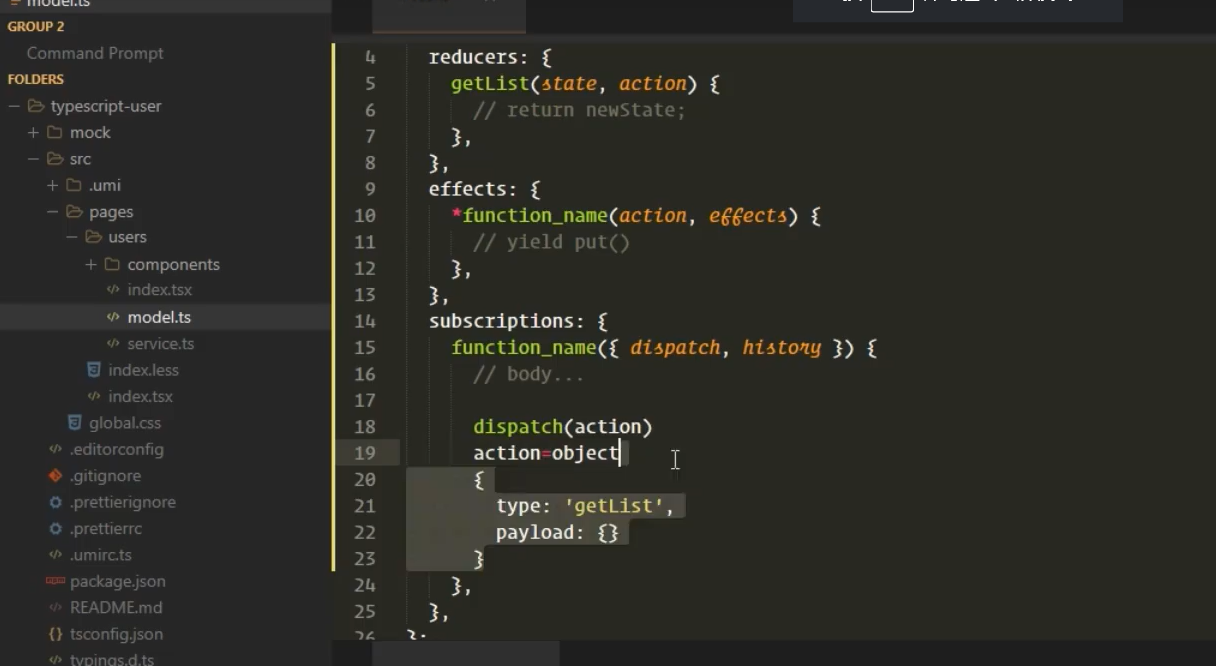 model.ts
GROUP 2
Command Prompt
FOLDERS
typescript-user
mock
src
.umi
pages
users
components
index.tsx
model.ts
service.ts
index.less
index.tsx
global.css
.editorconfig
.gitignore
.prettierignore
.prettierrc
.umirc.ts
package.json
README.md
tsconfig.json
typings.d.ts
4 reducers: {
5 getList(state, action) {
6 // return newState;
7 },
8 },
9 effects: {
10 *function_name(action, effects) {
11 // yield put()
12 },
13 },
14 subscriptions: {
15 function_name({ dispatch, history }) {
16 // body...
17
18 dispatch(action)
19 action=object
20 {
21 type: 'getList',
22 payload: {}
23 }
24 },
25 },
26 };